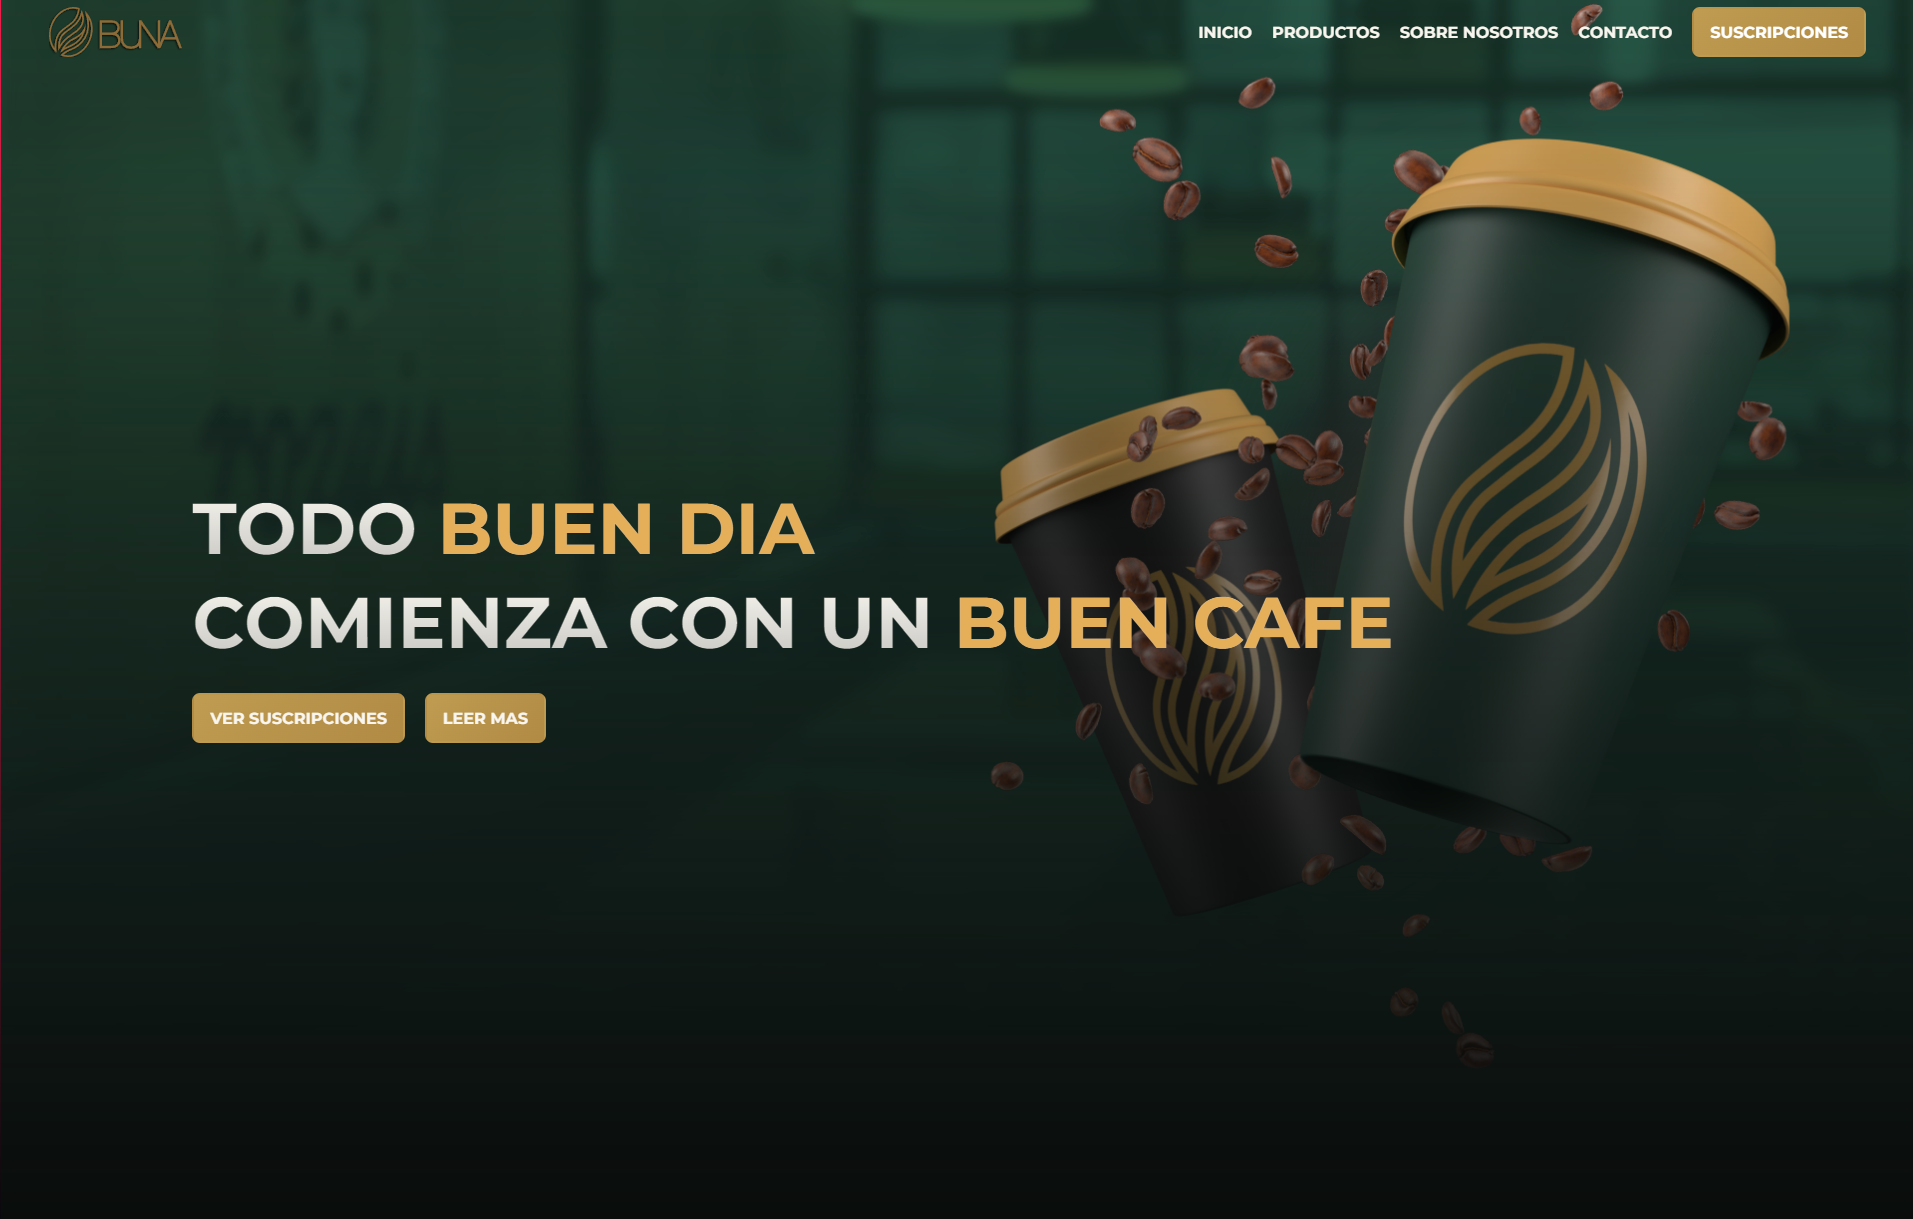 BUNA
INICIO PRODUCTOS SOBRE NOSOTROS CONTACTO SUSCRIPCIONES
TODO BUEN DIA
COMIENZA CON UN BUEN CAFE
VER SUSCRIPCIONES LEER MAS